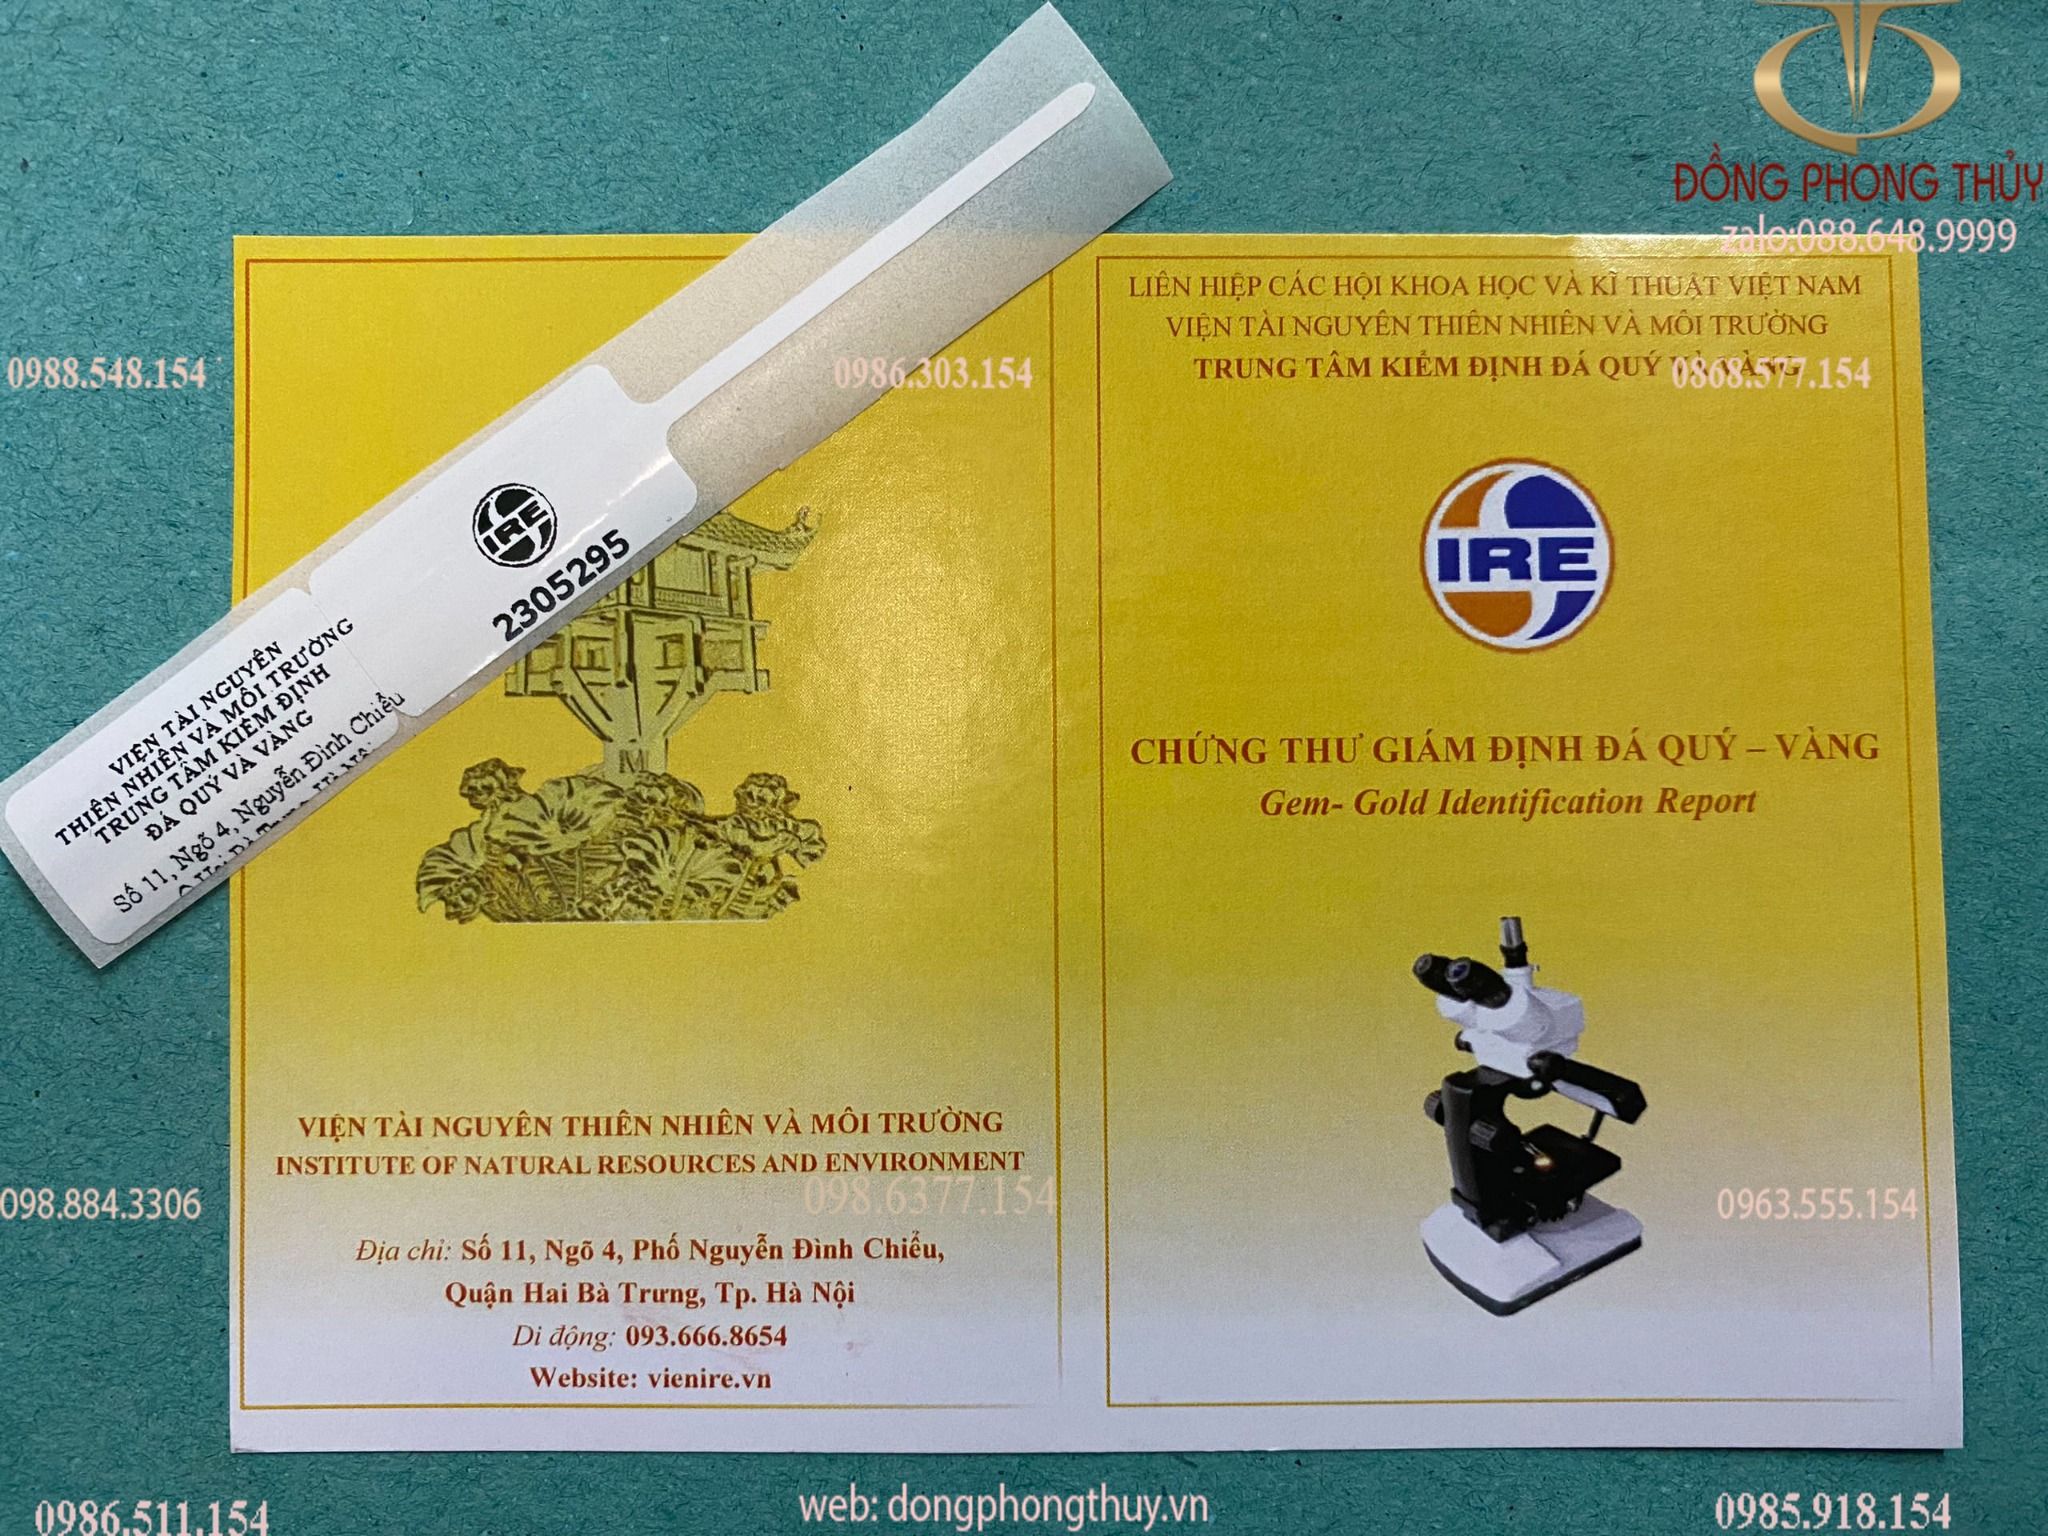 ĐỒNG PHONG THỦY
zalo:088.648.9999
LIÊN HIỆP CÁC HỘI KHOA HỌC VÀ KĨ THUẬT VIỆT NAM
VIỆN TÀI NGUYÊN THIÊN NHIÊN VÀ MÔI TRƯỜNG
TRUNG TÂM KIỂM ĐỊNH ĐÁ QUÝ VÀ VÀNG
0988.548.154
0986.303.154
0868.577.154
IRE
CHỨNG THƯ GIÁM ĐỊNH ĐÁ QUÝ – VÀNG
Gem- Gold Identification Report
IRE
2305295
VIỆN TÀI NGUYÊN
THIÊN NHIÊN VÀ MÔI TRƯỜNG
TRUNG TÂM KIỂM ĐỊNH
ĐÁ QUÝ VÀ VÀNG
Số 11, Ngõ 4, Nguyễn Đình Chiểu
VIỆN TÀI NGUYÊN THIÊN NHIÊN VÀ MÔI TRƯỜNG
INSTITUTE OF NATURAL RESOURCES AND ENVIRONMENT
098.884.3306
098.6377.154
0963.555.154
Địa chỉ: Số 11, Ngõ 4, Phố Nguyễn Đình Chiểu,
Quận Hai Bà Trưng, Tp. Hà Nội
Di động: 093.666.8654
Website: vienire.vn
0986.511.154
web: dongphongthuy.vn
0985.918.154